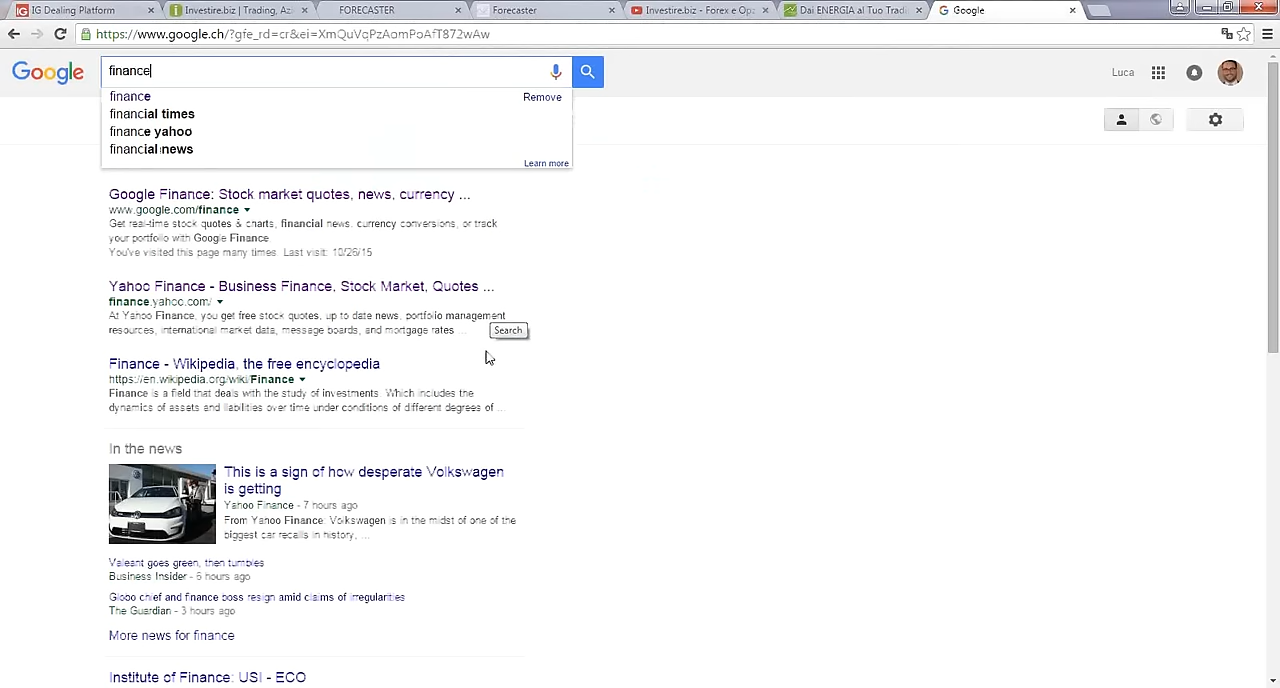 IG Dealing Platform
Investire.biz | Trading, Az
FORECASTER
Forecaster
Investire.biz - Forex e Op
Dai ENERGIA al Tuo Trad
Google
https://www.google.ch/?gfe_rd=cr&ei=XmQuVqPzAomPoAfT872wAw
Google
finance
Luca
finance
Remove
financial times
finance yahoo
financial news
Learn more
Google Finance: Stock market quotes, news, currency ...
www.google.com/finance
Get real-time stock quotes & charts, financial news, currency conversions, or track
your portfolio with Google Finance.
You've visited this page many times. Last visit: 10/26/15
Yahoo Finance - Business Finance, Stock Market, Quotes ...
finance.yahoo.com/
At Yahoo Finance, you get free stock quotes, up to date news, portfolio management
resources, international market data, message boards, and mortgage rates ...
Search
Finance - Wikipedia, the free encyclopedia
https://en.wikipedia.org/wiki/Finance
Finance is a field that deals with the study of investments. Which includes the
dynamics of assets and liabilities over time under conditions of different degrees of ...
In the news
This is a sign of how desperate Volkswagen
is getting
Yahoo Finance - 7 hours ago
From Yahoo Finance: Volkswagen is in the midst of one of the
biggest car recalls in history, ...
Valeant goes green, then tumbles
Business Insider - 6 hours ago
Globo chief and finance boss resign amid claims of irregularities
The Guardian - 3 hours ago
More news for finance
Institute of Finance: USI - ECO